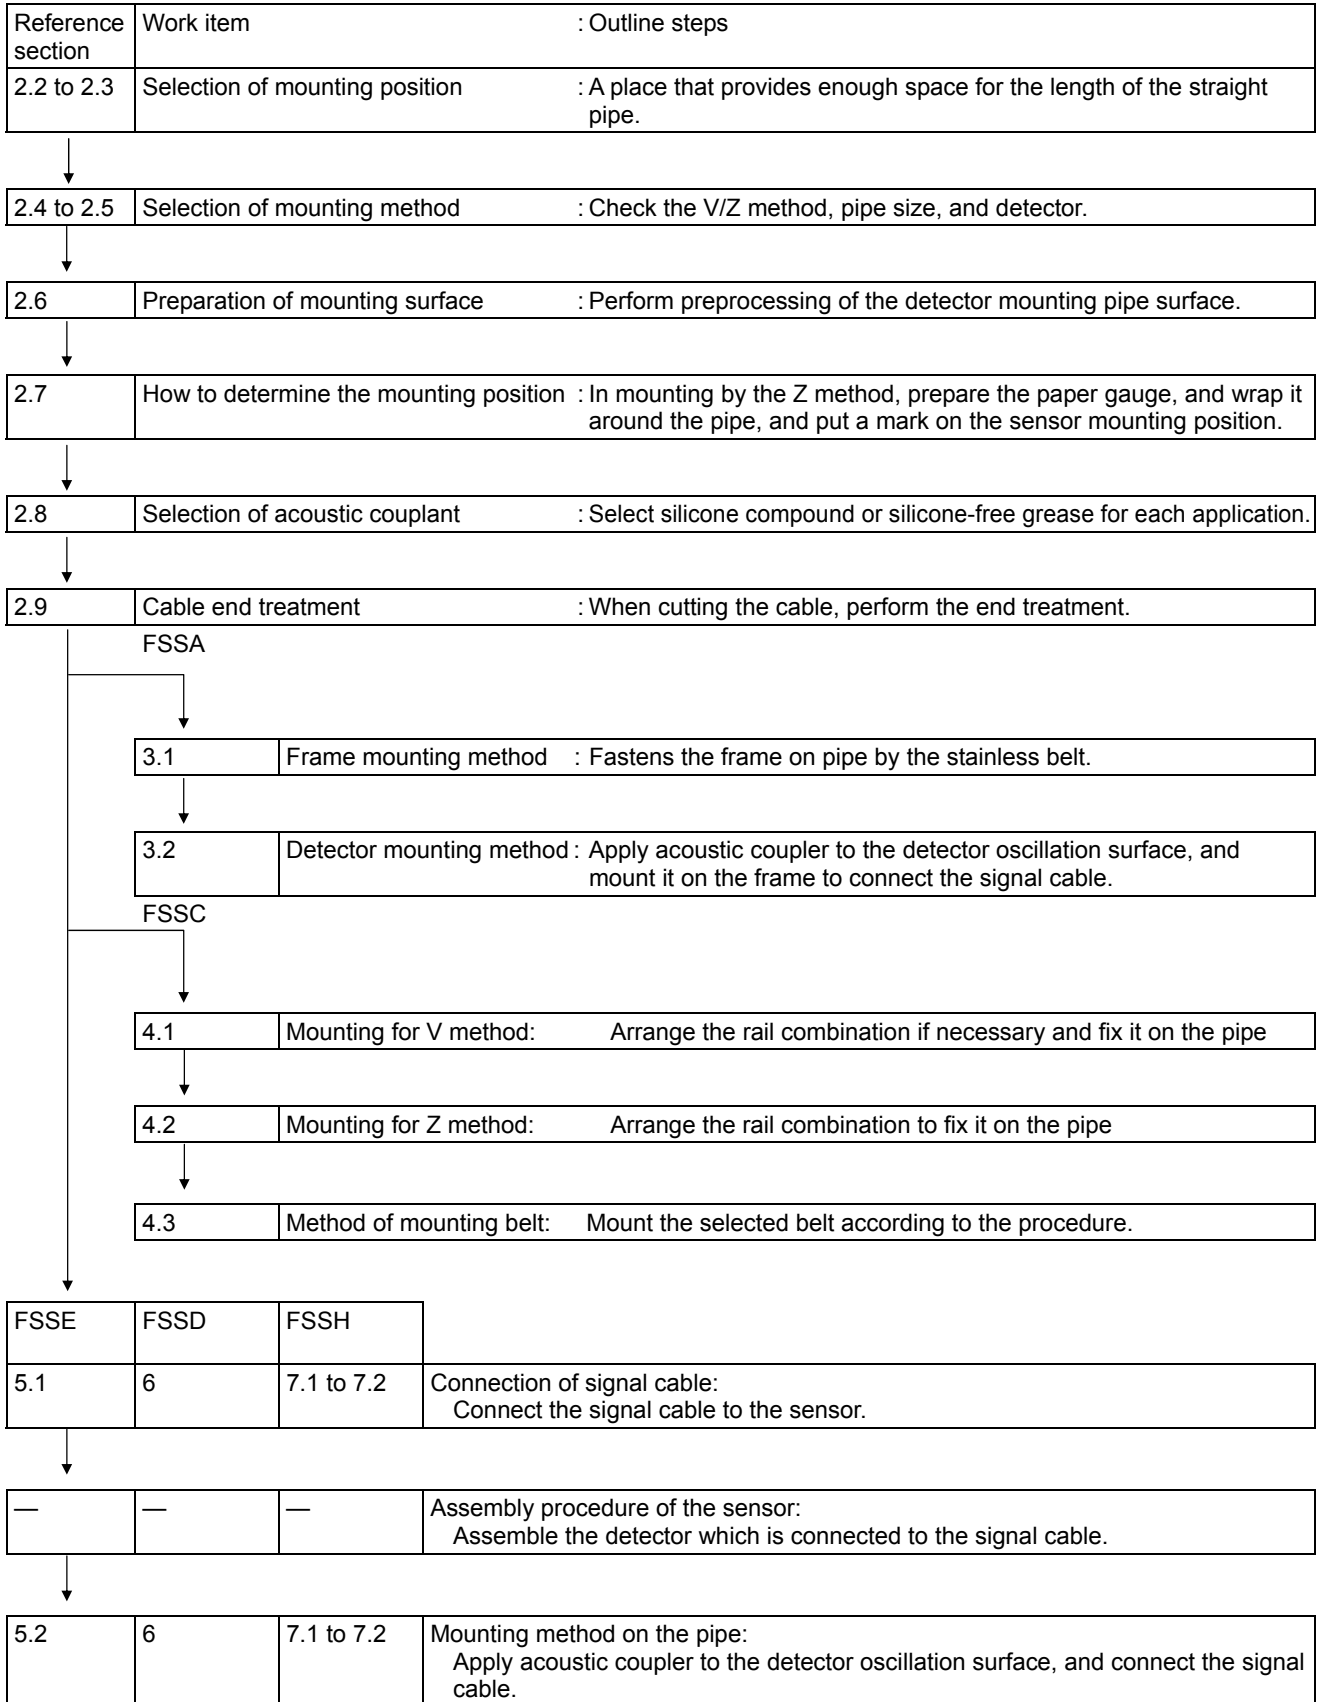 Reference Work item : Outline steps
section
2.2 to 2.3 Selection of mounting position : A place that provides enough space for the length of the straight
pipe.
2.4 to 2.5 Selection of mounting method : Check the V/Z method, pipe size, and detector.
2.6 Preparation of mounting surface : Perform preprocessing of the detector mounting pipe surface.
2.7 How to determine the mounting position : In mounting by the Z method, prepare the paper gauge, and wrap it
around the pipe, and put a mark on the sensor mounting position.
2.8 Selection of acoustic couplant : Select silicone compound or silicone-free grease for each application.
2.9 Cable end treatment : When cutting the cable, perform the end treatment.
FSSA
3.1 Frame mounting method : Fastens the frame on pipe by the stainless belt.
3.2 Detector mounting method : Apply acoustic coupler to the detector oscillation surface, and
mount it on the frame to connect the signal cable.
FSSC
4.1 Mounting for V method: Arrange the rail combination if necessary and fix it on the pipe
4.2 Mounting for Z method: Arrange the rail combination to fix it on the pipe
4.3 Method of mounting belt: Mount the selected belt according to the procedure.
FSSE FSSD FSSH
5.1 6 7.1 to 7.2 Connection of signal cable:
Connect the signal cable to the sensor.
— — — Assembly procedure of the sensor:
Assemble the detector which is connected to the signal cable.
5.2 6 7.1 to 7.2 Mounting method on the pipe:
Apply acoustic coupler to the detector oscillation surface, and connect the signal
cable.